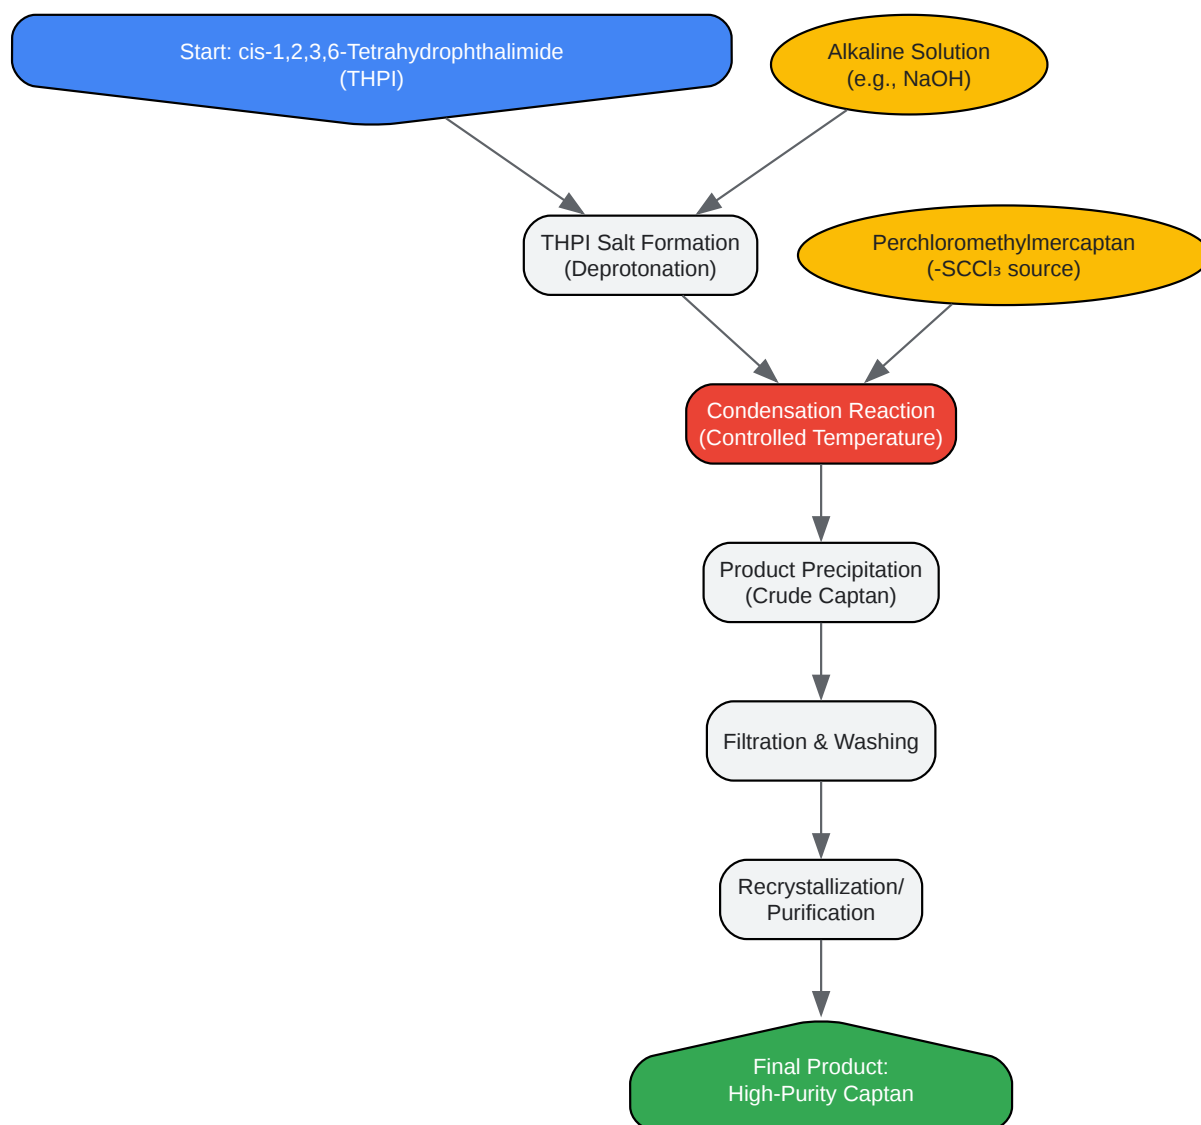 Start: cis-1,2,3,6-Tetrahydrophthalimide
(THPI)
Alkaline Solution
(e.g., NaOH)
THPI Salt Formation
(Deprotonation)
Perchloromethylmercaptan
(-SCCl₃ source)
Condensation Reaction
(Controlled Temperature)
Product Precipitation
(Crude Captan)
Filtration & Washing
Recrystallization/
Purification
Final Product:
High-Purity Captan